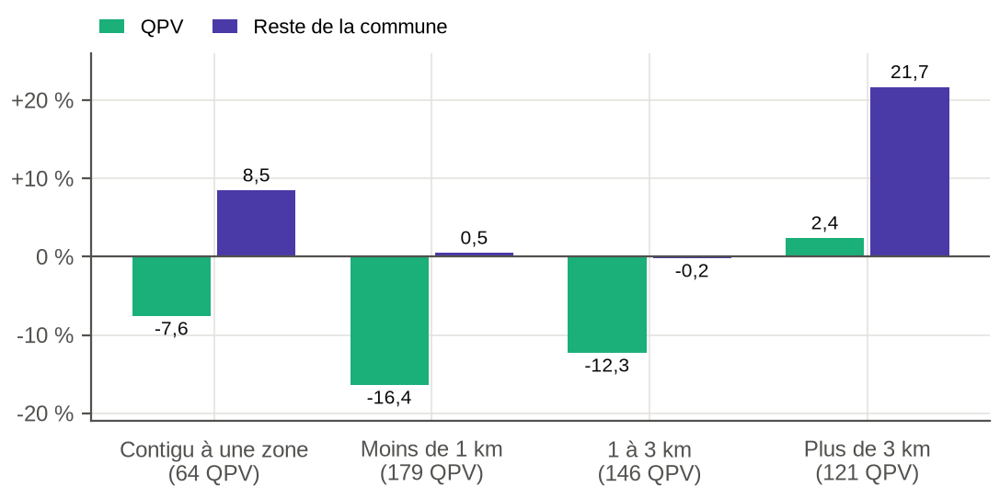 QPV Reste de la commune
+20 %
+10 %
0 %
-10 %
-20 %
-7,6
8,5
-16,4
0,5
-12,3
-0,2
2,4
21,7
Contigu à une zone
(64 QPV)
Moins de 1 km
(179 QPV)
1 à 3 km
(146 QPV)
Plus de 3 km
(121 QPV)